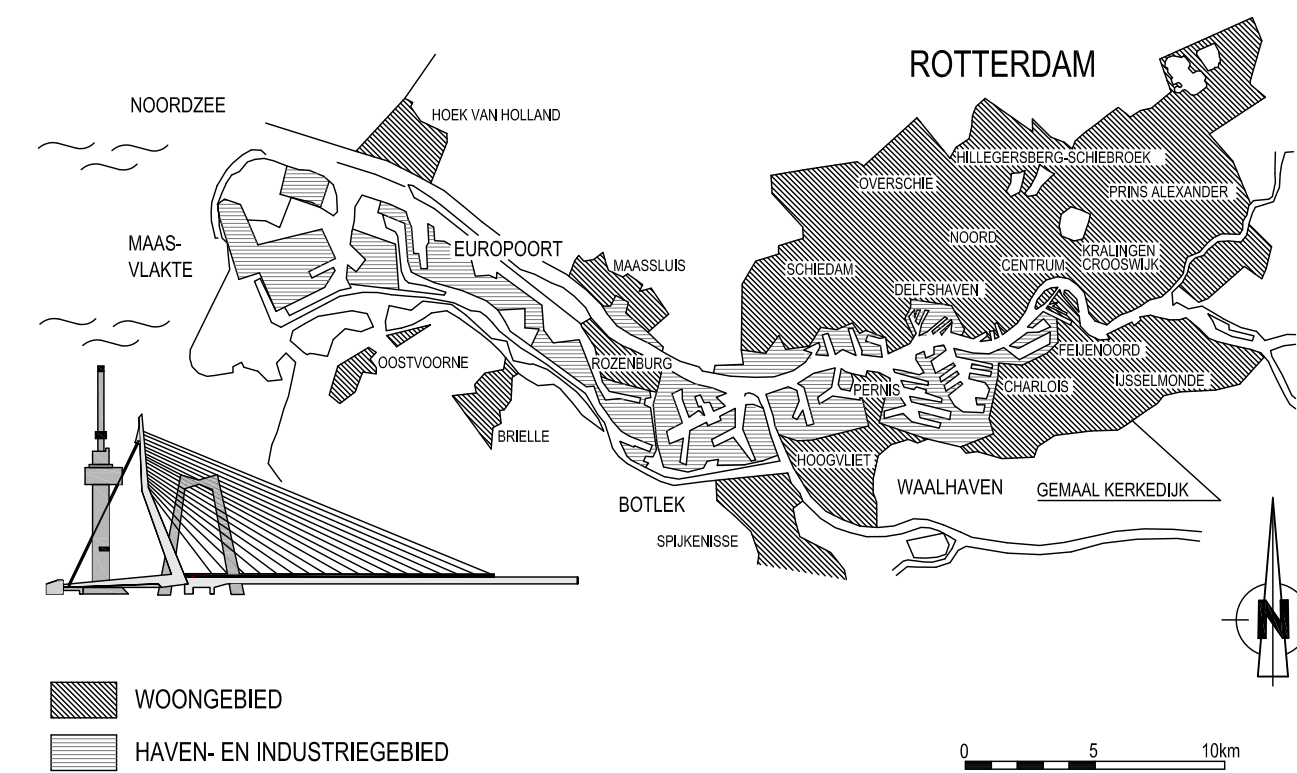 ROTTERDAM
NOORDZEE
HOEK VAN HOLLAND
HILLEGERSBERG-SCHIEBROEK
OVERSCHIE
PRINS ALEXANDER
MAAS-
VLAKTE
EUROPOORT
NOORD
KRALINGEN
CROOSWIJK
MAASSLUIS
SCHIEDAM
CENTRUM
DELFSHAVEN
OOSTVOORNE
ROZENBURG
FEIJENOORD
PERNIS
CHARLOIS
IJSSELMONDE
BRIELLE
HOOGVLIET
BOTLEK
WAALHAVEN
GEMAAL KERKEDIJK
SPIJKENISSE
N
WOONGEBIED
HAVEN- EN INDUSTRIEGEBIED
0 5 10km